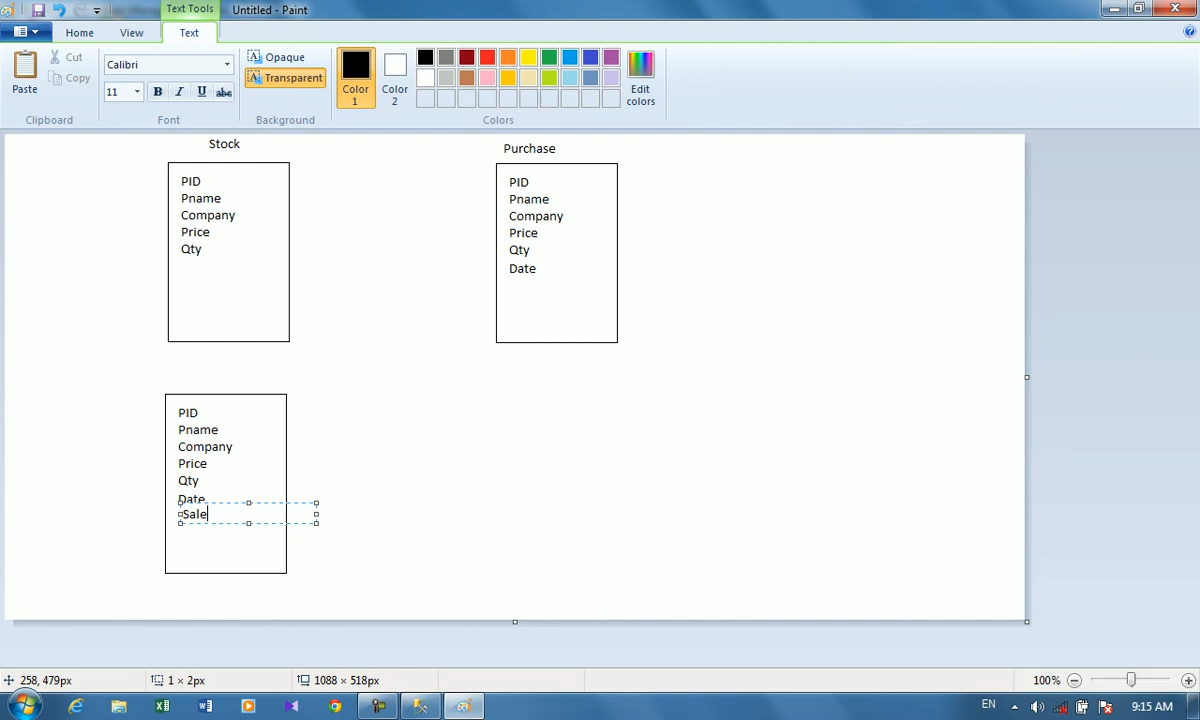 Text Tools
Untitled - Paint
Home
View
Text
Paste
Cut
Copy
Clipboard
Calibri
11
B
I
U
abc
Font
A Opaque
A Transparent
Background
Color
1
Color
2
Edit
colors
Colors
Stock
PID
Pname
Company
Price
Qty
Purchase
PID
Pname
Company
Price
Qty
Date
PID
Pname
Company
Price
Qty
Date
Sale
258, 479px
1 × 2px
1088 × 518px
100%
EN
9:15 AM